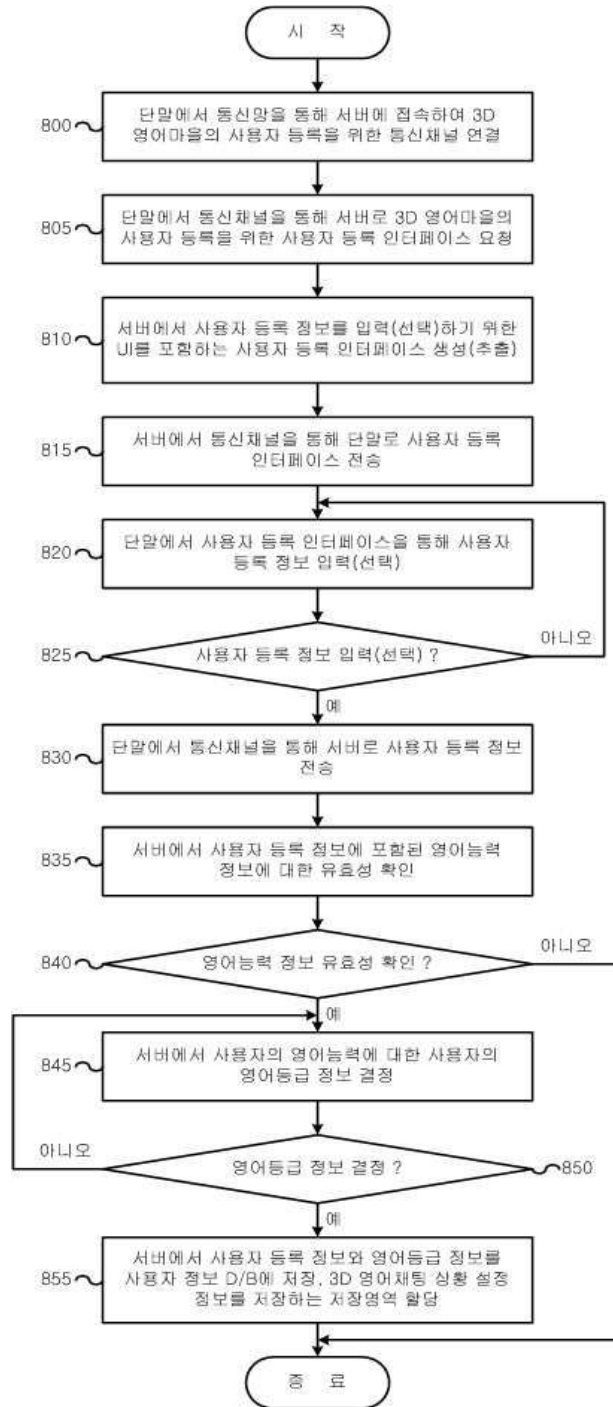 시 작
800
단말에서 통신망을 통해 서버에 접속하여 3D
영어마을의 사용자 등록을 위한 통신채널 연결
805
단말에서 통신채널을 통해 서버로 3D 영어마을의
사용자 등록을 위한 사용자 등록 인터페이스 요청
810
서버에서 사용자 등록 정보를 입력(선택)하기 위한
UI를 포함하는 사용자 등록 인터페이스 생성(추출)
815
서버에서 통신채널을 통해 단말로 사용자 등록
인터페이스 전송
820
단말에서 사용자 등록 인터페이스을 통해 사용자
등록 정보 입력(선택)
825
사용자 등록 정보 입력(선택) ?
아니오
예
830
단말에서 통신채널을 통해 서버로 사용자 등록 정보
전송
835
서버에서 사용자 등록 정보에 포함된 영어능력
정보에 대한 유효성 확인
840
영어능력 정보 유효성 확인 ?
아니오
예
845
서버에서 사용자의 영어능력에 대한 사용자의
영어등급 정보 결정
아니오
영어등급 정보 결정 ?
850
예
855
서버에서 사용자 등록 정보와 영어등급 정보를
사용자 정보 D/B에 저장, 3D 영어채팅 상황 설정
정보를 저장하는 저장영역 할당
종 료